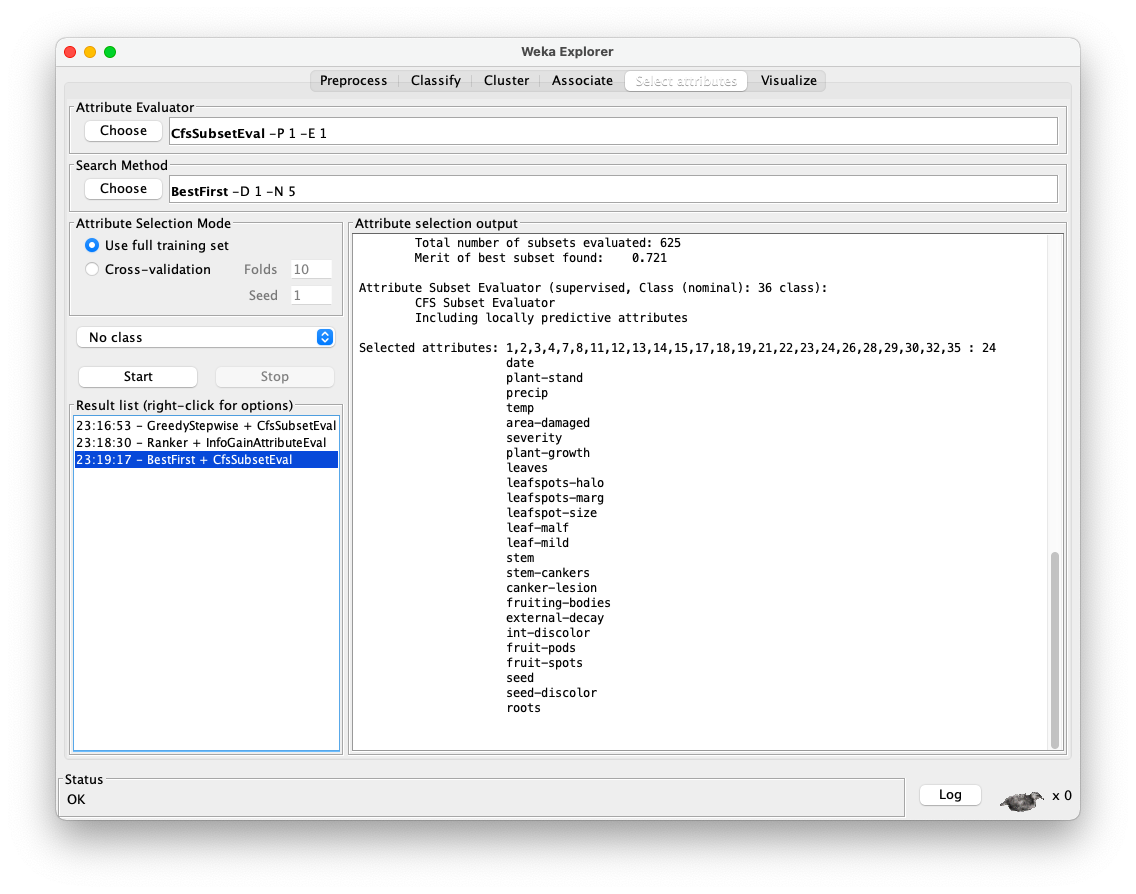 Weka Explorer
Preprocess Classify Cluster Associate Select attributes Visualize
Attribute Evaluator
Choose CfsSubsetEval -P 1 -E 1
Search Method
Choose BestFirst -D 1 -N 5
Attribute Selection Mode
Use full training set
Cross-validation Folds 10
Seed 1
No class
Start Stop
Result list (right-click for options)
23:16:53 - GreedyStepwise + CfsSubsetEval
23:18:30 - Ranker + InfoGainAttributeEval
23:19:17 - BestFirst + CfsSubsetEval
Attribute selection output
Total number of subsets evaluated: 625
Merit of best subset found: 0.721
Attribute Subset Evaluator (supervised, Class (nominal): 36 class):
CFS Subset Evaluator
Including locally predictive attributes
Selected attributes: 1,2,3,4,7,8,11,12,13,14,15,17,18,19,21,22,23,24,26,28,29,30,32,35 : 24
date
plant-stand
precip
temp
area-damaged
severity
plant-growth
leaves
leafspots-halo
leafspots-marg
leafspot-size
leaf-malf
leaf-mild
stem
stem-cankers
canker-lesion
fruiting-bodies
external-decay
int-discolor
fruit-pods
fruit-spots
seed
seed-discolor
roots
Status
OK
Log x 0